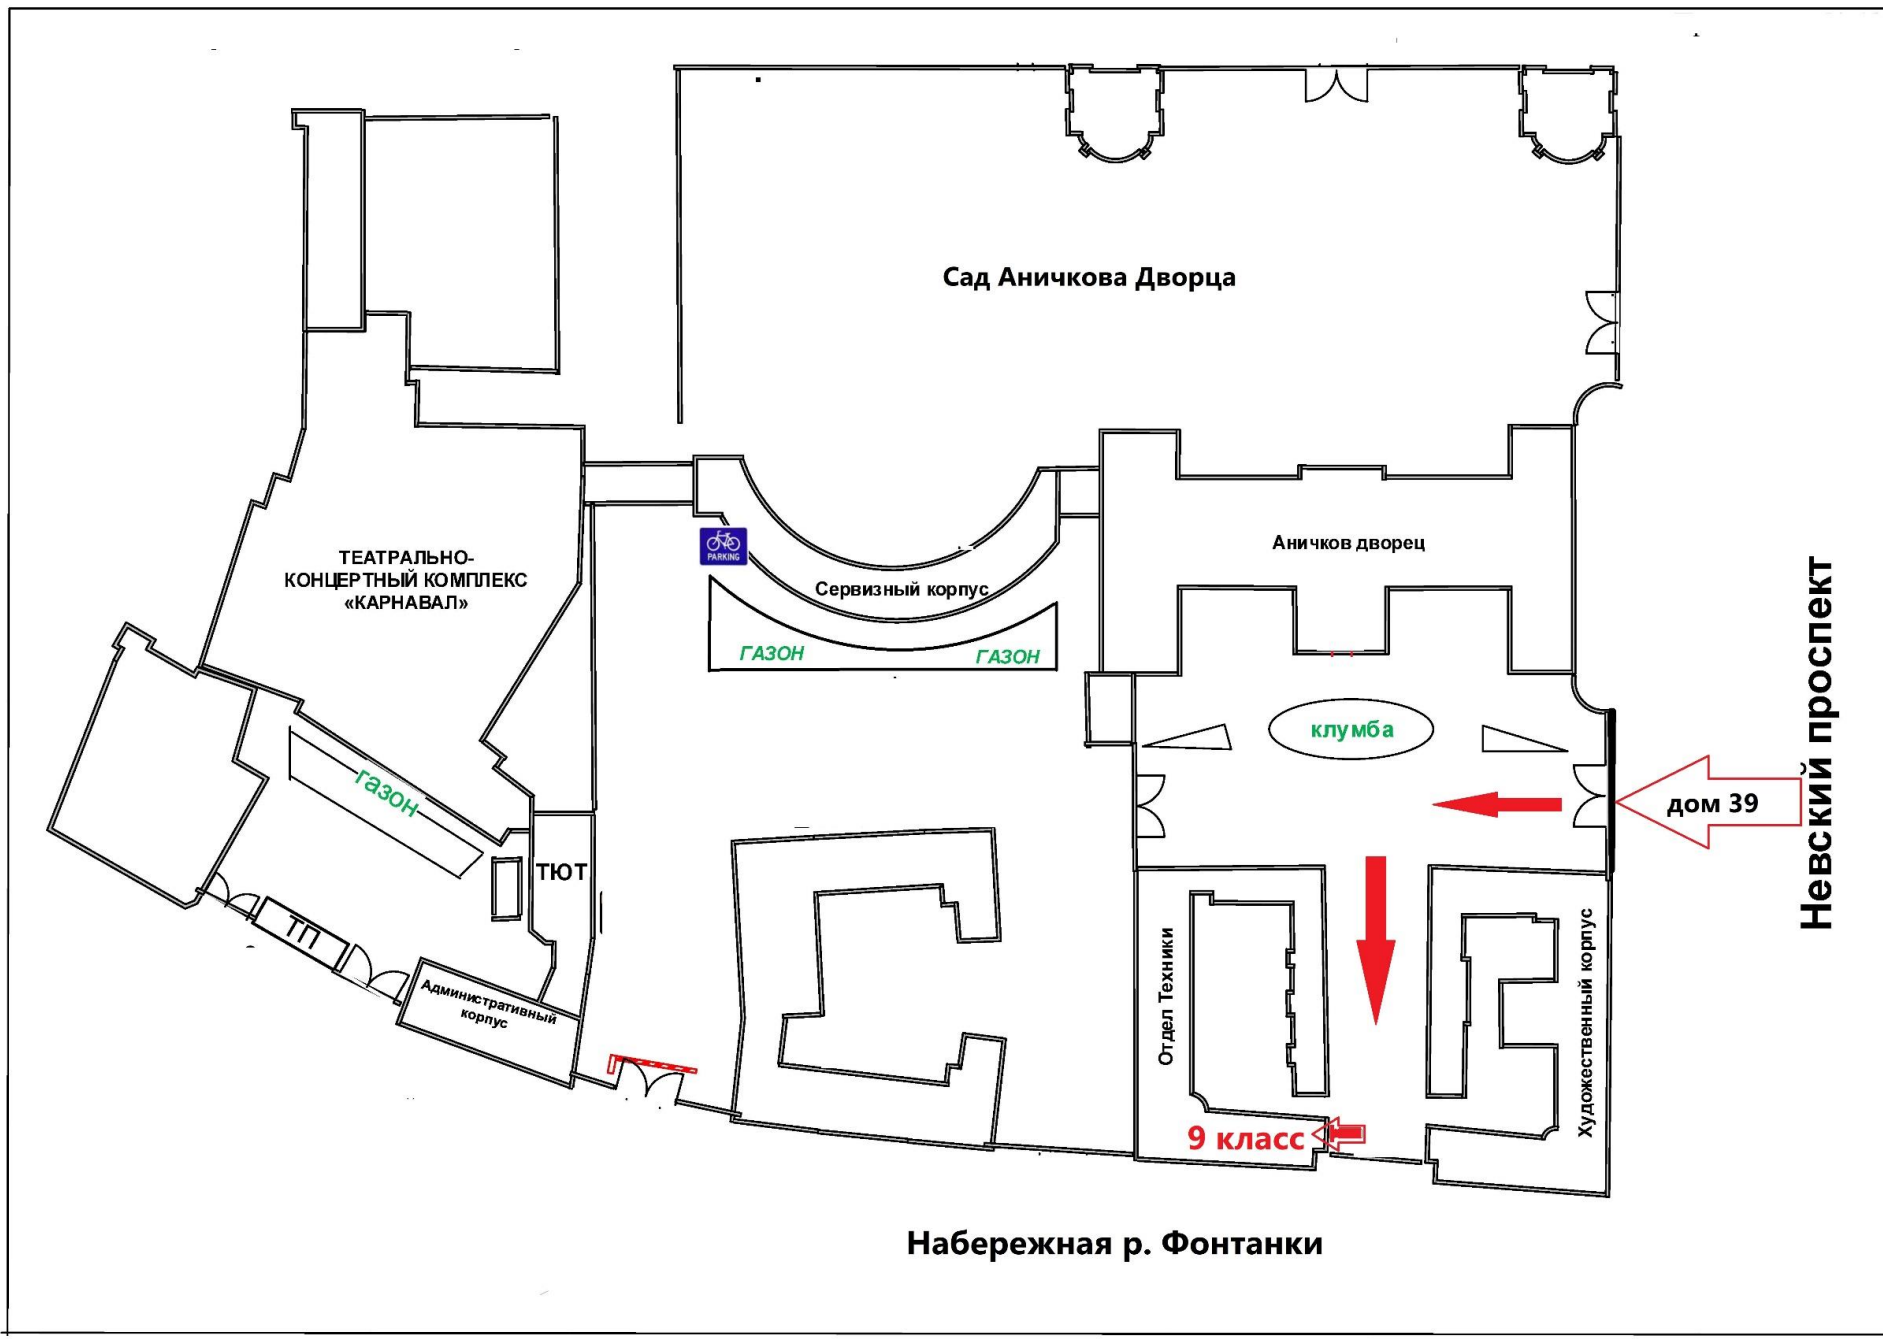 Сад Аничкова Дворца
ТЕАТРАЛЬНО-
КОНЦЕРТНЫЙ КОМПЛЕКС
«КАРНАВАЛ»
PARKING
Сервизный корпус
Аничков дворец
ГАЗОН
ГАЗОН
клумба
газон
Невский проспект
дом 39
ТЮТ
ТП
Административный
корпус
Отдел Техники
Художественный корпус
9 класс
Набережная р. Фонтанки